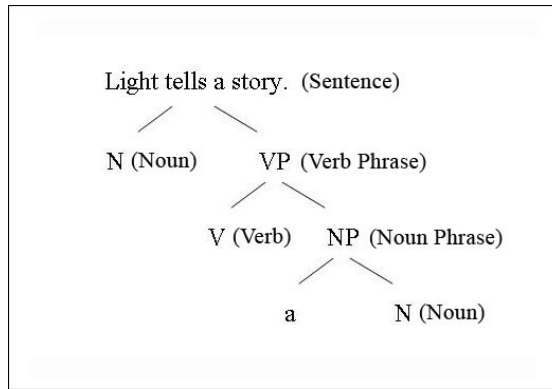 Light tells a story. (Sentence)
N (Noun) VP (Verb Phrase)
V (Verb) NP (Noun Phrase)
a N (Noun)